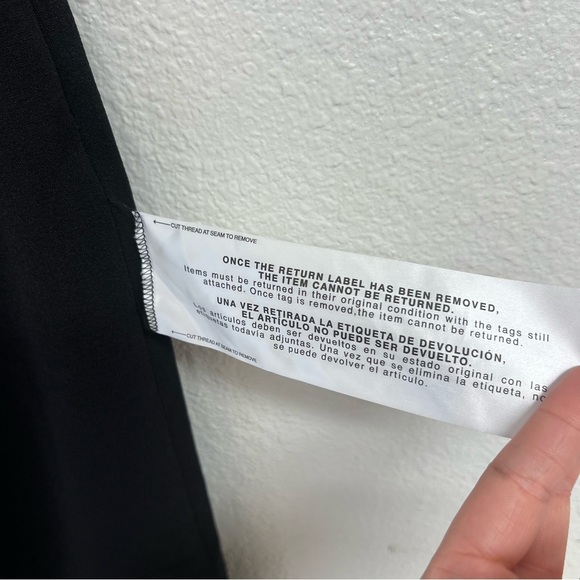 CUT THREAD AT SEAM TO REMOVE
ONCE THE RETURN LABEL HAS BEEN REMOVED,
THE ITEM CANNOT BE RETURNED.
Items must be returned in their original condition with the tags still
attached. Once tag is removed,the item cannot be returned.
UNA VEZ RETIRADA LA ETIQUETA DE DEVOLUCIÓN,
EL ARTICULO NO PUEDE SER DEVUELTO.
Los artículos deben ser devueltos en su estado original con las
etiquetas todavía adjuntas. Una vez que se elimina la etiqueta, no
se puede devolver el artículo.
CUT THREAD AT SEAM TO REMOVE